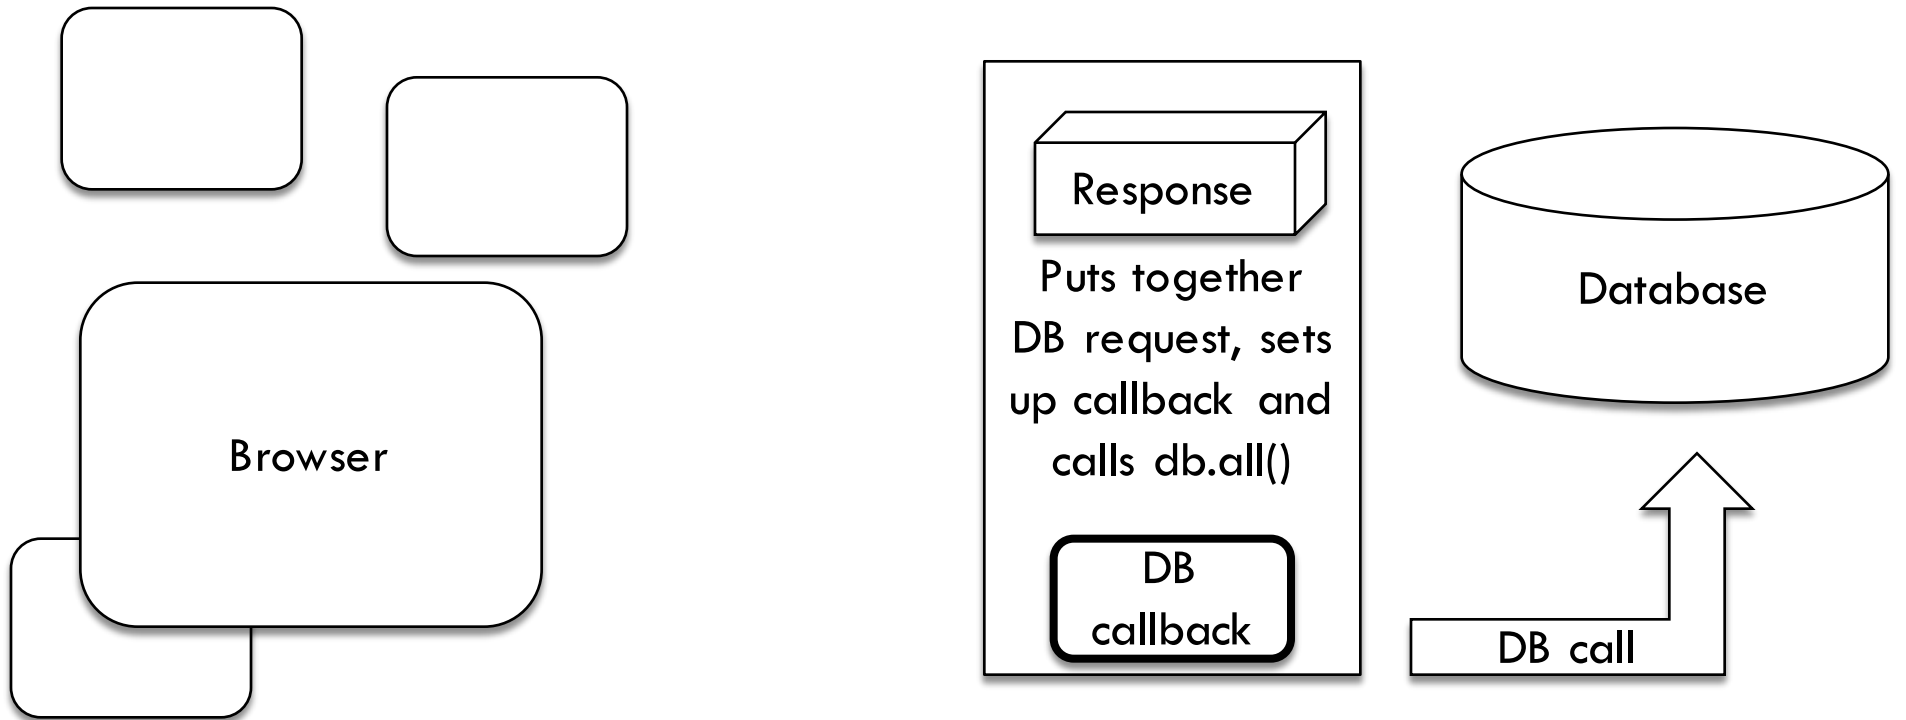 Browser
Response
Puts together
DB request, sets
up callback and
calls db.all()
DB
callback
Database
DB call